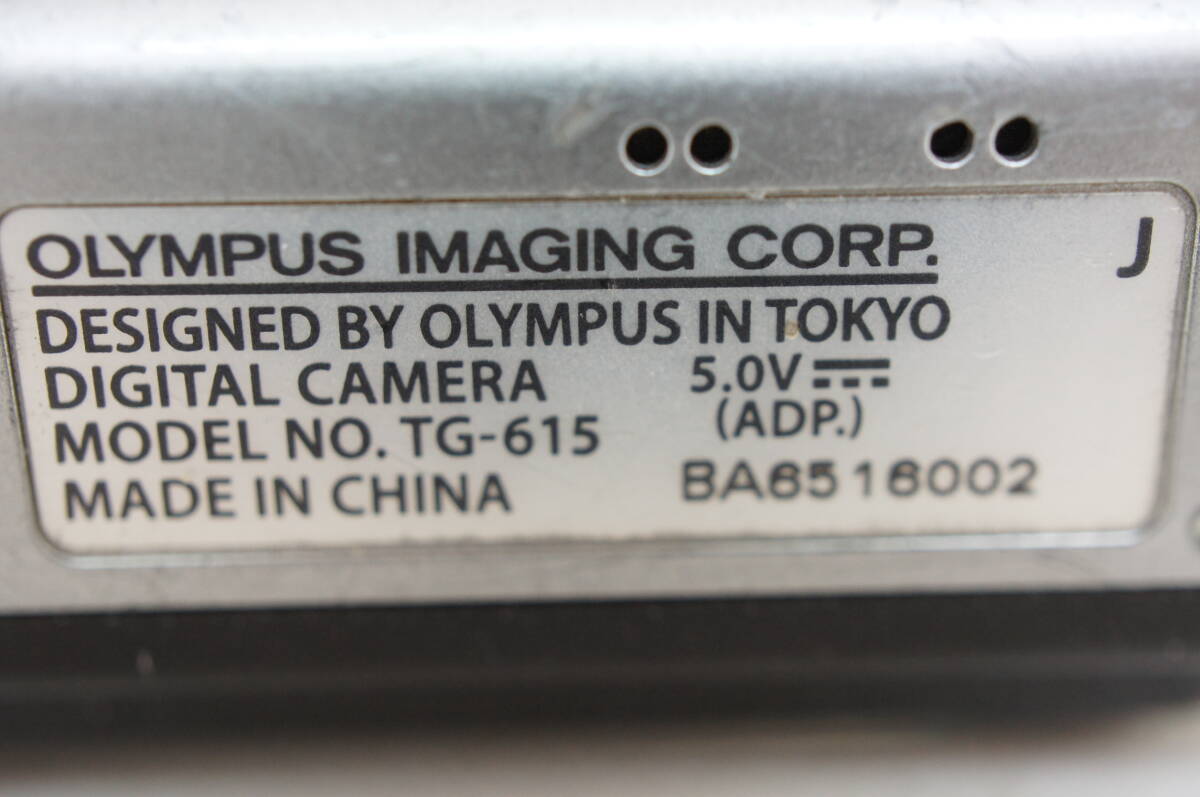 OLYMPUS IMAGING CORP. J
DESIGNED BY OLYMPUS IN TOKYO
DIGITAL CAMERA 5.0V
MODEL NO. TG-615 (ADP.)
MADE IN CHINA BA6516002